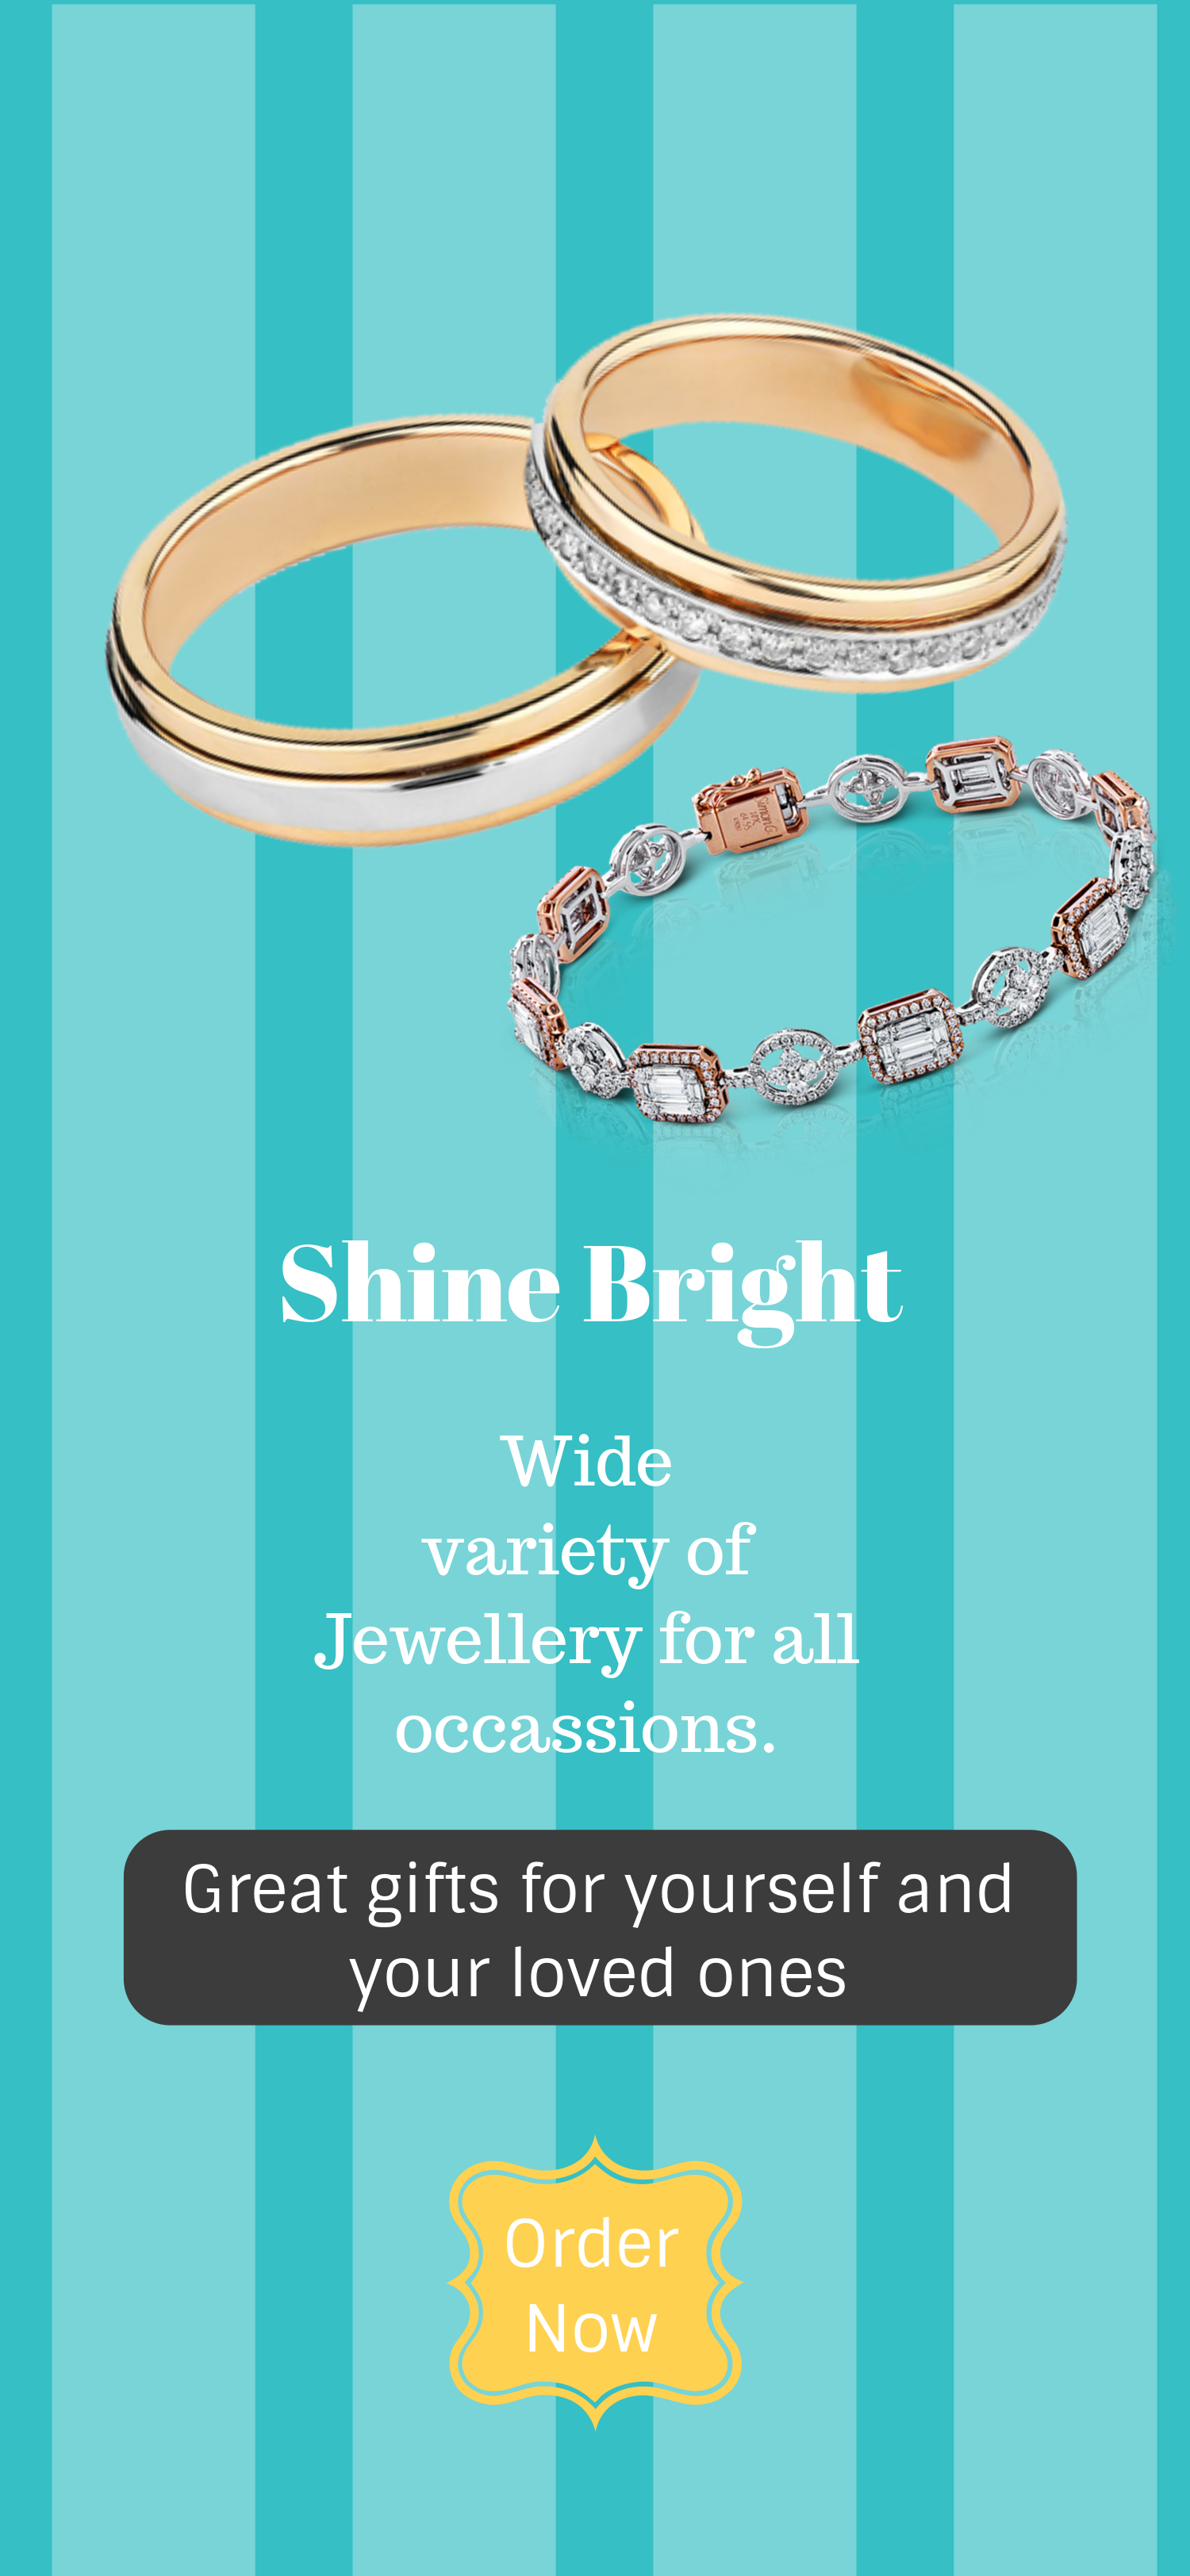 Simon G
Shine Bright
Wide
variety of
Jewellery for all
occassions.
Great gifts for yourself and
your loved ones
Order
Now